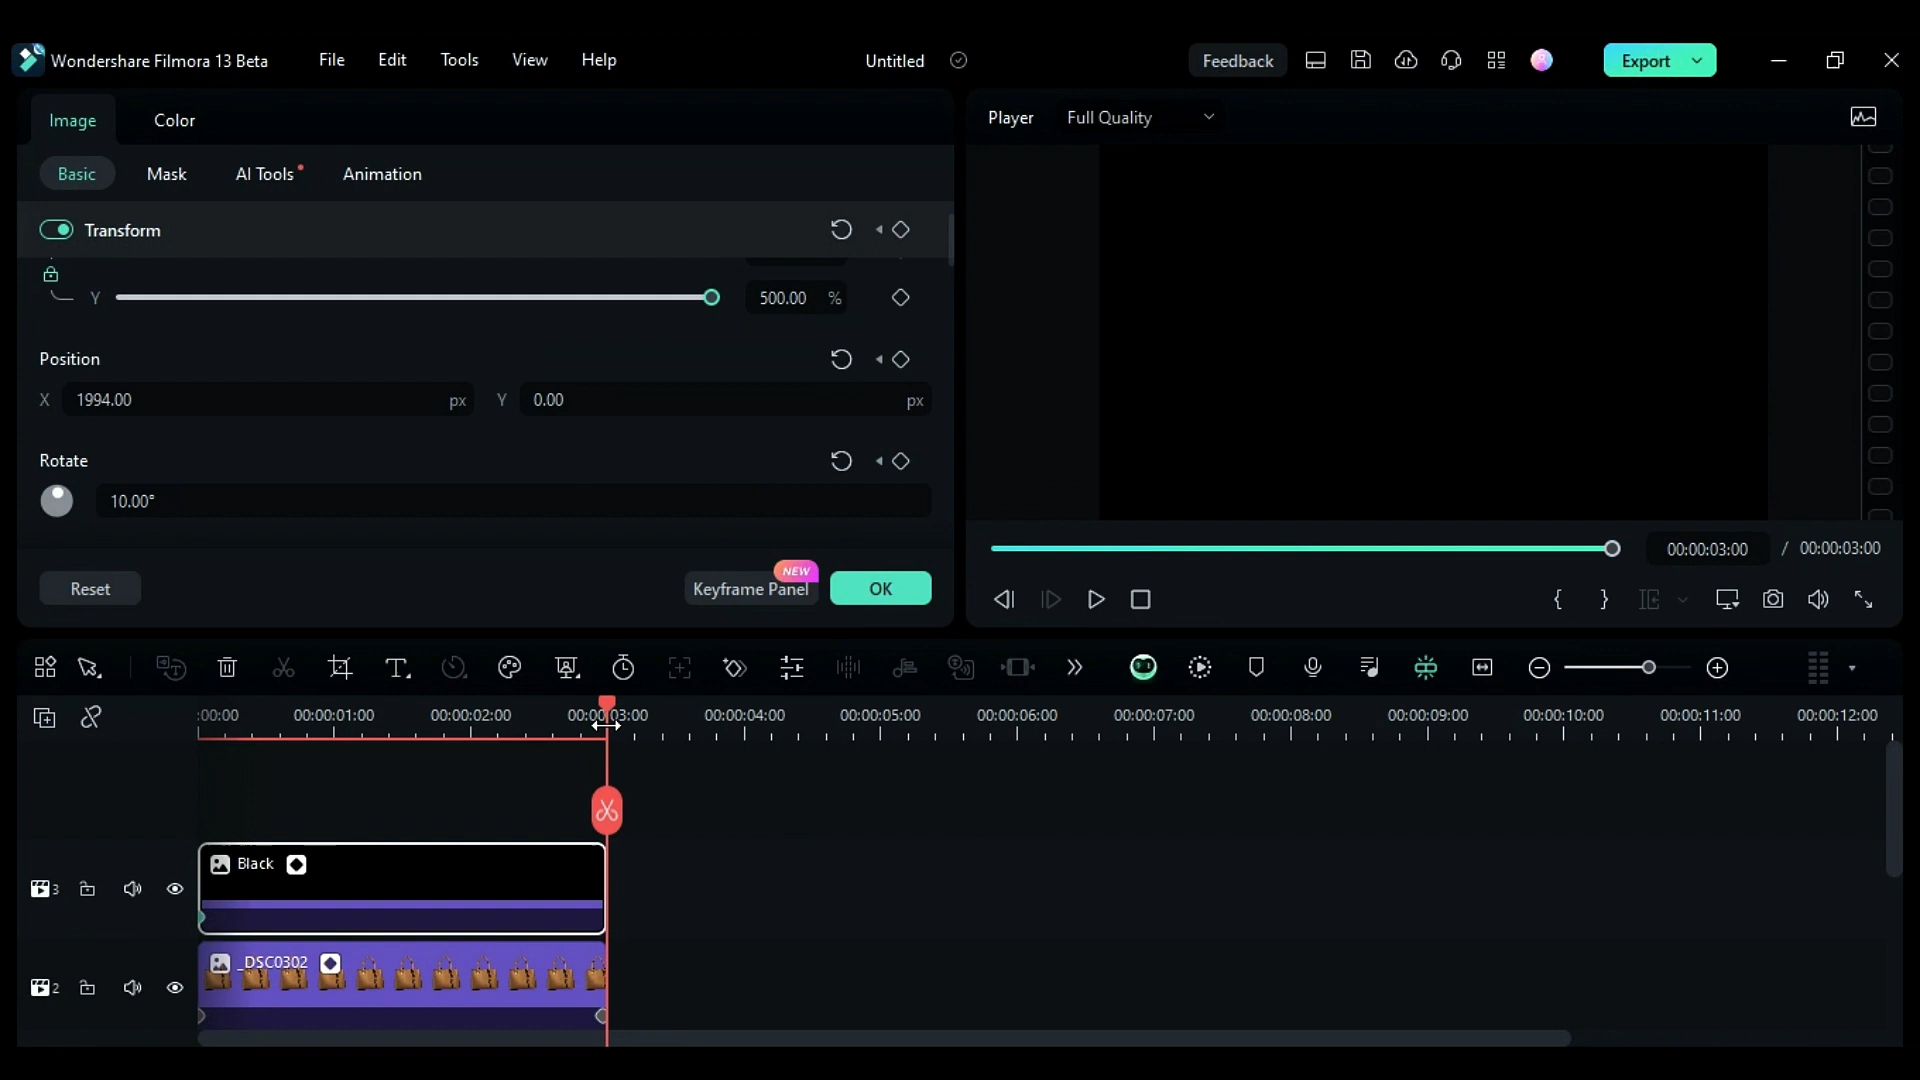 Wondershare Filmora 13 Beta
File
Edit
Tools
View
Help
Untitled
Feedback
Export
Image
Color
Basic
Mask
AI Tools
Animation
Transform
Y
500.00 %
Position
X 1994.00 px Y 0.00 px
Rotate
10.00°
Reset
NEW
Keyframe Panel
OK
Player
Full Quality
00:00:03:00 / 00:00:03:00
:00:00 00:00:01:00 00:00:02:00 00:00:03:00 00:00:04:00 00:00:05:00 00:00:06:00 00:00:07:00 00:00:08:00 00:00:09:00 00:00:10:00 00:00:11:00 00:00:12:00
3
Black
2
_DSC0302